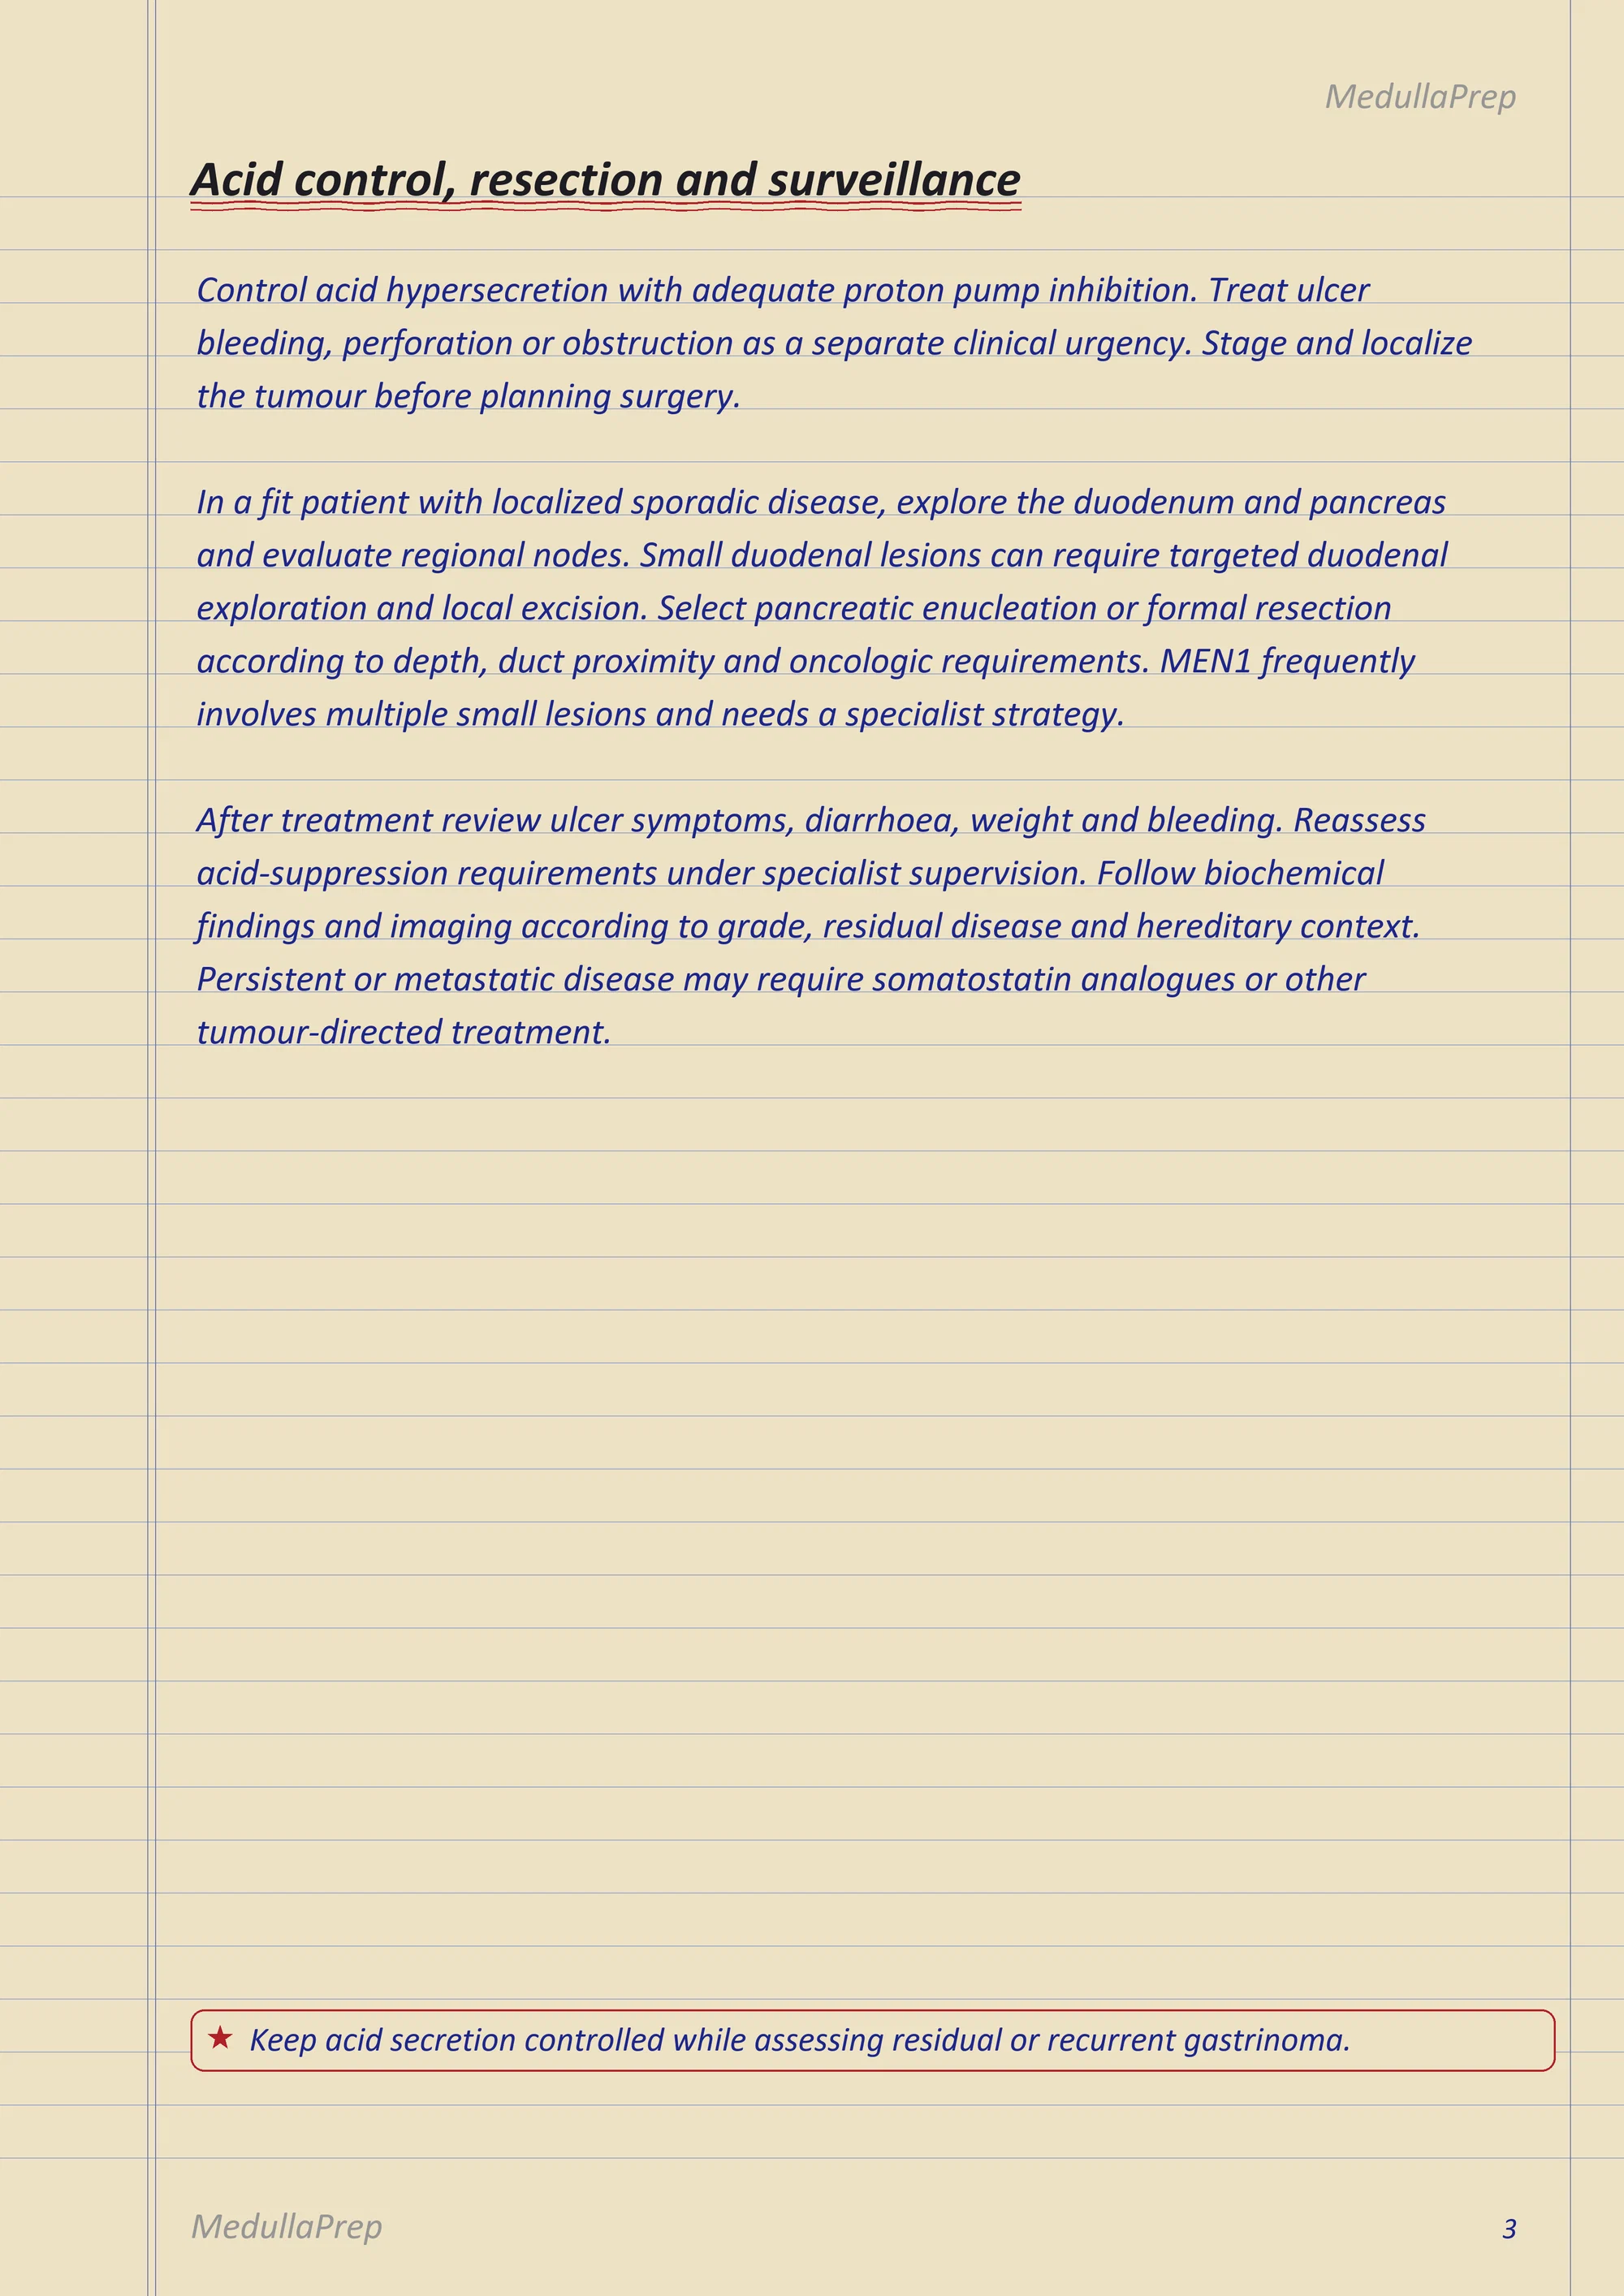 MedullaPrep
Acid control, resection and surveillance
Control acid hypersecretion with adequate proton pump inhibition. Treat ulcer
bleeding, perforation or obstruction as a separate clinical urgency. Stage and localize
the tumour before planning surgery.
In a fit patient with localized sporadic disease, explore the duodenum and pancreas
and evaluate regional nodes. Small duodenal lesions can require targeted duodenal
exploration and local excision. Select pancreatic enucleation or formal resection
according to depth, duct proximity and oncologic requirements. MEN1 frequently
involves multiple small lesions and needs a specialist strategy.
After treatment review ulcer symptoms, diarrhoea, weight and bleeding. Reassess
acid-suppression requirements under specialist supervision. Follow biochemical
findings and imaging according to grade, residual disease and hereditary context.
Persistent or metastatic disease may require somatostatin analogues or other
tumour-directed treatment.
★ Keep acid secretion controlled while assessing residual or recurrent gastrinoma.
MedullaPrep
3